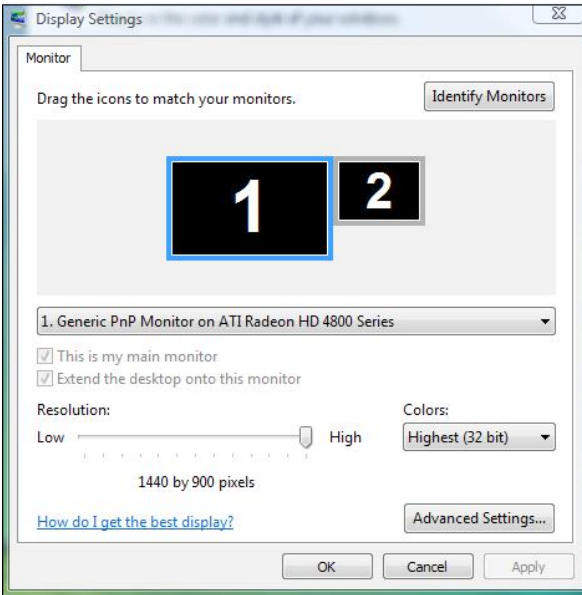 Display Settings
Monitor
Drag the icons to match your monitors.
Identify Monitors
1
2
1. Generic PnP Monitor on ATI Radeon HD 4800 Series
This is my main monitor
Extend the desktop onto this monitor
Resolution:
Colors:
Low
High
Highest (32 bit)
1440 by 900 pixels
How do I get the best display?
Advanced Settings...
OK
Cancel
Apply